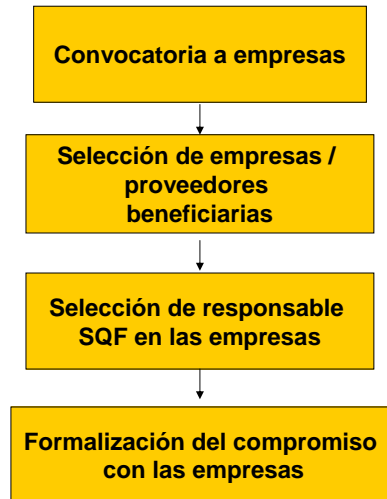 Convocatoria a empresas
Selección de empresas /
proveedores
beneficiarias
Selección de responsable
SQF en las empresas
Formalización del compromiso
con las empresas